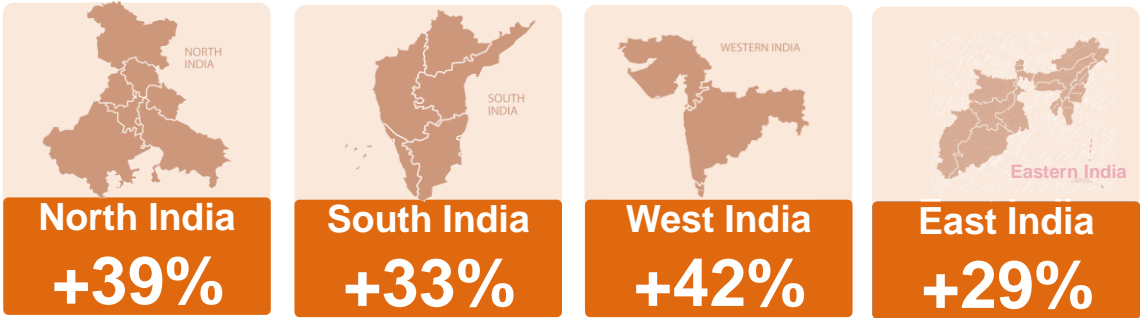 NORTH
INDIA
North India
+39%
SOUTH
INDIA
South India
+33%
WESTERN INDIA
West India
+42%
Eastern India
East India
+29%